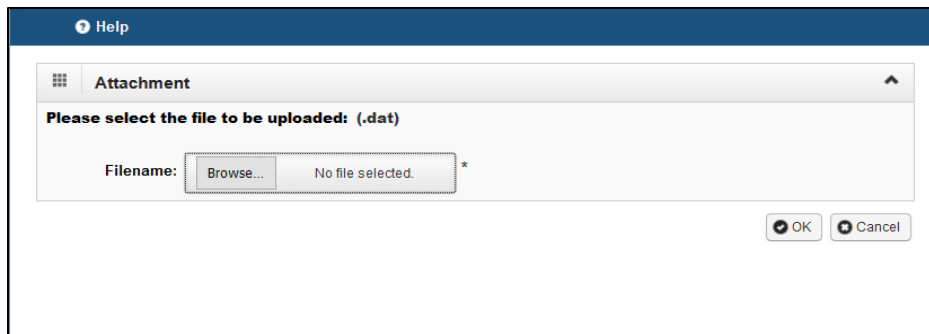 Help
Attachment
Please select the file to be uploaded: (.dat)
Filename: Browse... No file selected. *
OK Cancel